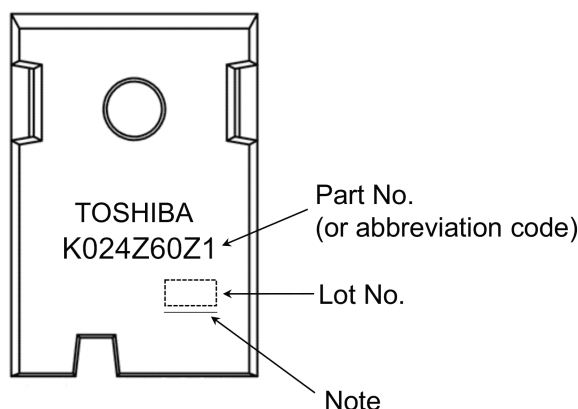 TOSHIBA
K024Z60Z1
Part No.
(or abbreviation code)
Lot No.
Note